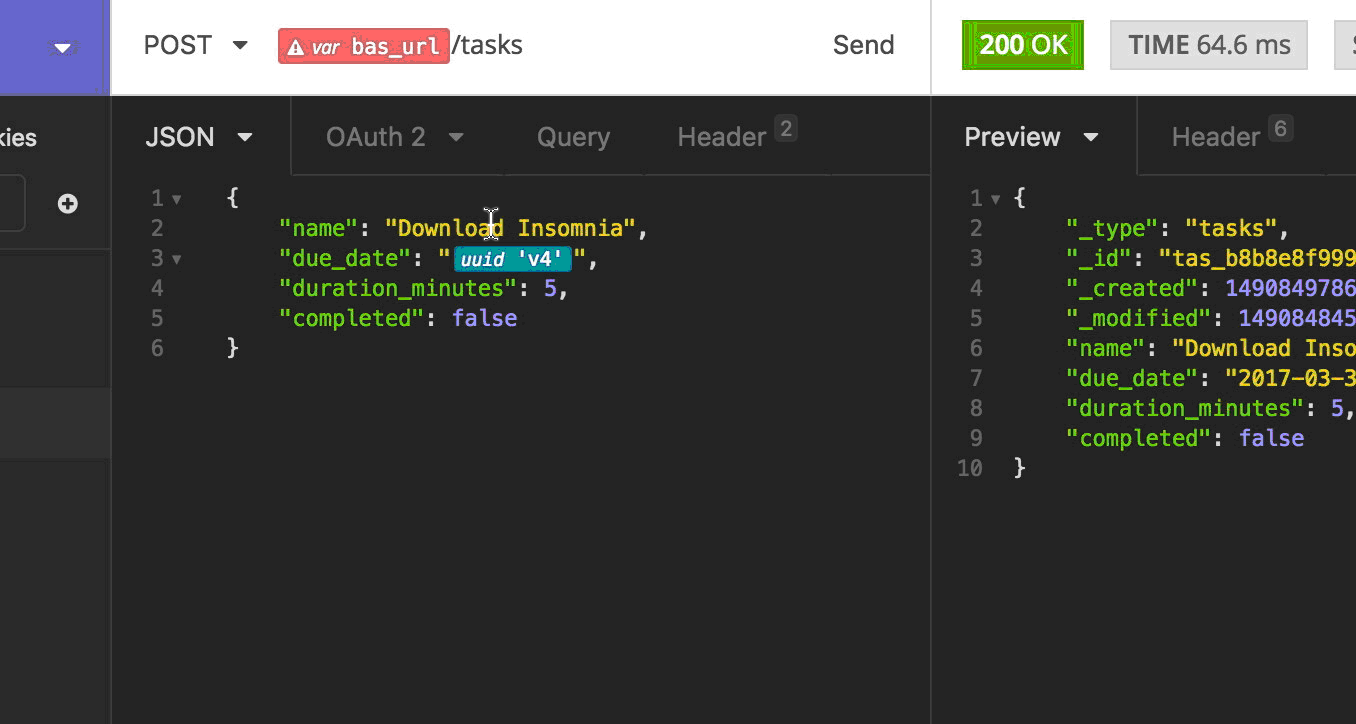 POST var bas_url /tasks Send 200 OK TIME 64.6 ms
kies JSON OAuth 2 Query Header 2 Preview Header 6
1 {
2 "name": "Download Insomnia",
3 "due_date": "uuid 'v4'",
4 "duration_minutes": 5,
5 "completed": false
6 }
1 {
2 "_type": "tasks",
3 "_id": "tas_b8b8e8f999
4 "_created": 1490849786
5 "_modified": 149084845
6 "name": "Download Inso
7 "due_date": "2017-03-3
8 "duration_minutes": 5,
9 "completed": false
10 }